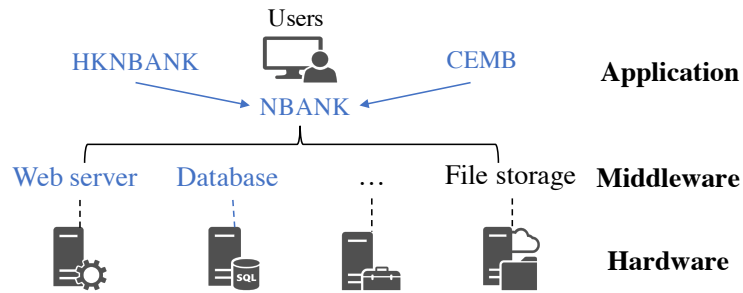 Users
HKNBANK
CEMB
Application
NBANK
Web server
Database
...
File storage
Middleware
SQL
Hardware